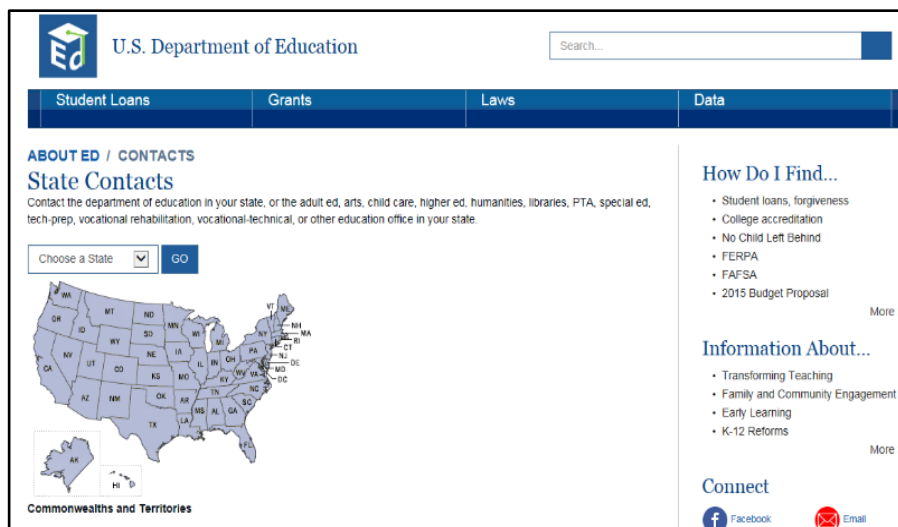 Ed
U.S. Department of Education
Search...
Student Loans
Grants
Laws
Data
ABOUT ED / CONTACTS
State Contacts
Contact the department of education in your state, or the adult ed, arts, child care, higher ed, humanities, libraries, PTA, special ed,
tech-prep, vocational rehabilitation, vocational-technical, or other education office in your state.
Choose a State
GO
WA
OR
CA
ID
NV
AZ
MT
WY
UT
CO
NM
ND
SD
NE
KS
OK
TX
MN
IA
MO
AR
LA
WI
IL
MS
MI
IN
KY
TN
AL
OH
WV
VA
NC
SC
GA
FL
PA
NY
VT
ME
NH
MA
RI
CT
NJ
DE
MD
DC
AK
HI
Commonwealths and Territories
How Do I Find...
• Student loans, forgiveness
• College accreditation
• No Child Left Behind
• FERPA
• FAFSA
• 2015 Budget Proposal
More
Information About...
• Transforming Teaching
• Family and Community Engagement
• Early Learning
• K-12 Reforms
More
Connect
Facebook
Email